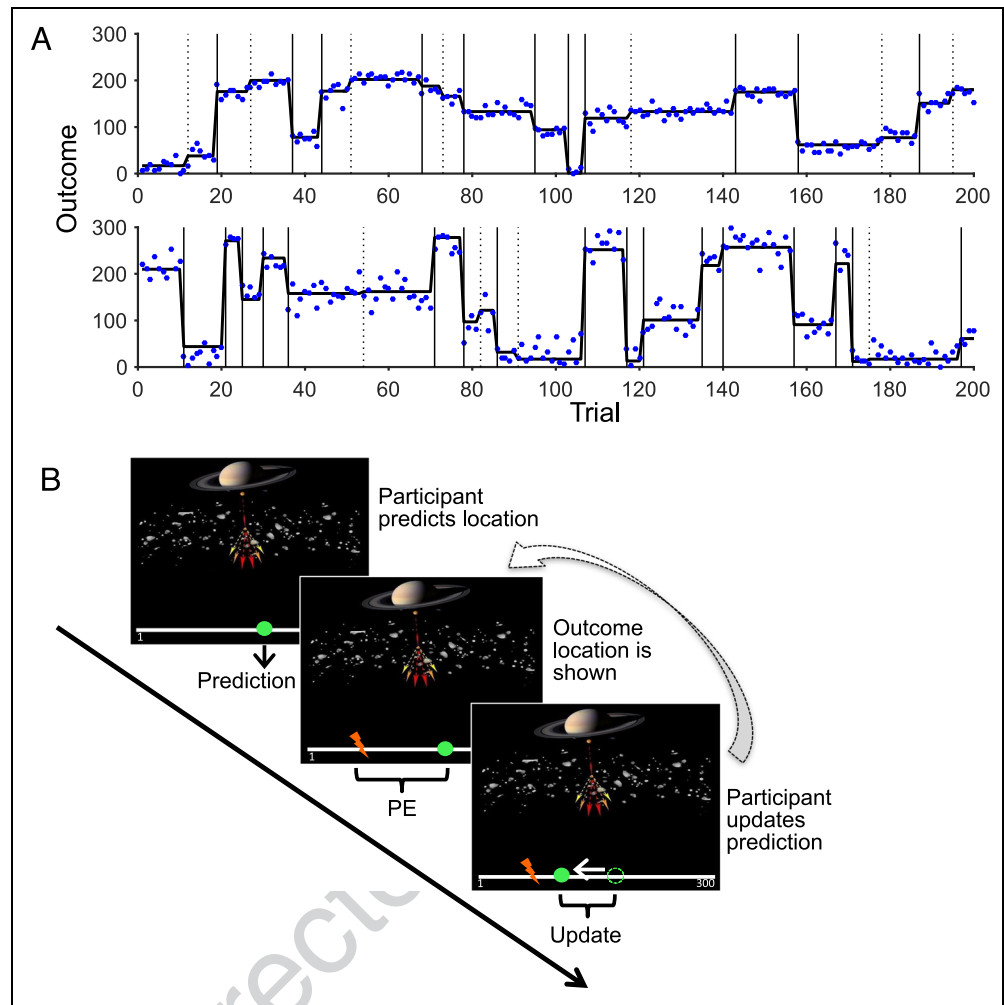 A
300
200
100
0
0 20 40 60 80 100 120 140 160 180 200
Outcome
300
200
100
0
0 20 40 60 80 100 120 140 160 180 200
Trial
B
Participant
predicts location
1
Prediction
Outcome
location is
shown
1
PE
Participant
updates
prediction
1 300
Update